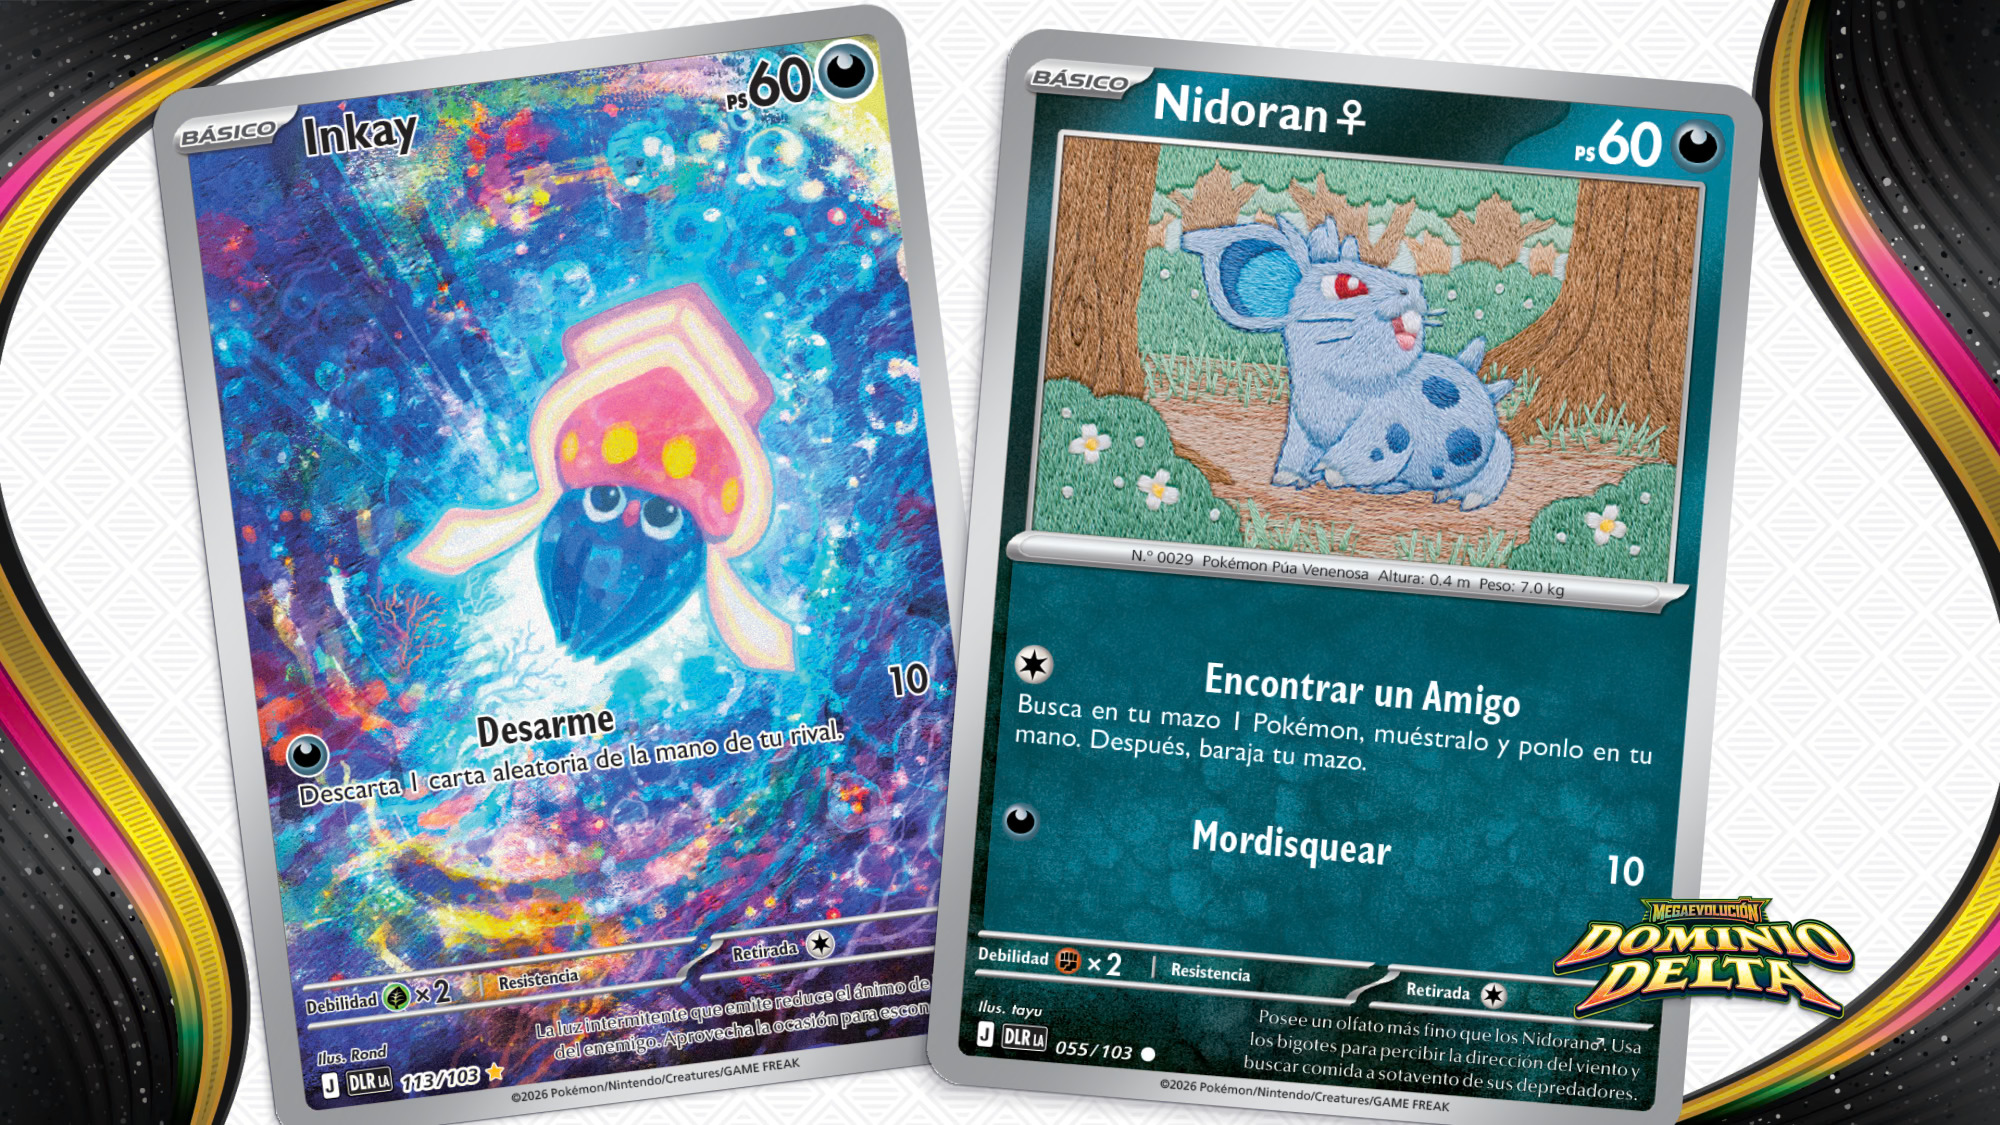 BÁSICO
Inkay
PS 60
Desarme
10
Descarta 1 carta aleatoria de la mano de tu rival.
Debilidad ×2
Resistencia
Retirada
La luz intermitente que emite reduce el ánimo de
del enemigo. Aprovecha la ocasión para
Ilus. Rond
J DLR LA 113/103
©2026 Pokémon/Nintendo/Creatures/GAME FREAK
BÁSICO
Nidoran♀
PS 60
N.º 0029 Pokémon Púa Venenosa Altura: 0.4 m Peso: 7.0 kg
Encontrar un Amigo
Busca en tu mazo 1 Pokémon, muéstralo y ponlo en tu
mano. Después, baraja tu mazo.
Mordisquear
10
Debilidad ×2
Resistencia
Retirada
Ilus. tayu
J DLR LA 055/103
Posee un olfato más fino que los Nidoran♂. Usa
los bigotes para percibir la dirección del viento y
buscar comida a sotavento de sus depredadores.
©2026 Pokémon/Nintendo/Creatures/GAME FREAK
MEGAEVOLUCIÓN
DOMINIO
DELTA